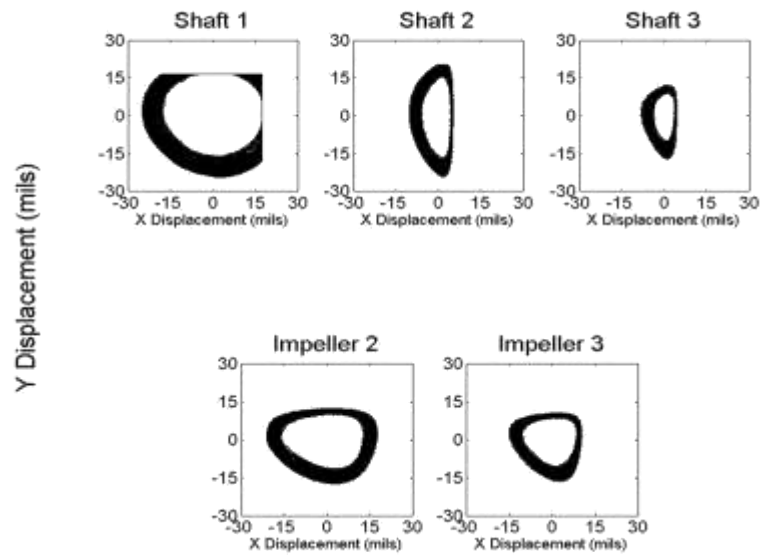 Shaft 1 Shaft 2 Shaft 3
30 30 30
15 15 15
0 0 0
-15 -15 -15
-30 -30 -30
-30 -15 0 15 30 -30 -15 0 15 30 -30 -15 0 15 30
X Displacement (mils) X Displacement (mils) X Displacement (mils)
Y Displacement (mils)
Impeller 2 Impeller 3
30 30
15 15
0 0
-15 -15
-30 -30
-30 -15 0 15 30 -30 -15 0 15 30
X Displacement (mils) X Displacement (mils)